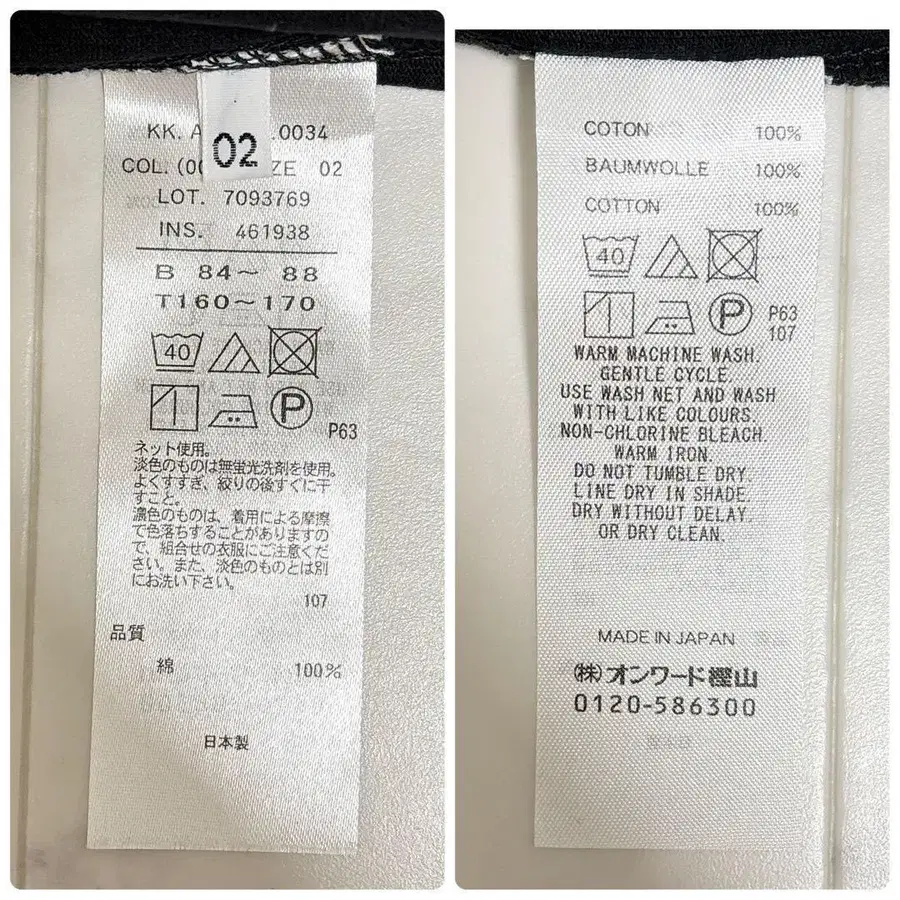 02
KK. A .0034
COL. (00 ZE 02
LOT. 7093769
INS. 461938
B 84～ 88
T160～170
40
P
P63
ネット使用。
淡色のものは無蛍光洗剤を使用。
よくすすぎ、絞りの後すぐに干
すこと。
濃色のものは、着用による摩擦
で色落ちすることがありますの
で、組合せの衣服にご注意くださ
い。また、淡色のものとは別
にお洗い下さい。
107
品質
綿 100%
日本製
COTON 100%
BAUMWOLLE 100%
COTTON 100%
40
P
P63
107
WARM MACHINE WASH.
GENTLE CYCLE.
USE WASH NET AND WASH
WITH LIKE COLOURS.
NON-CHLORINE BLEACH.
WARM IRON.
DO NOT TUMBLE DRY.
LINE DRY IN SHADE.
DRY WITHOUT DELAY.
OR DRY CLEAN.
MADE IN JAPAN
㈱オンワード樫山
0120-586300